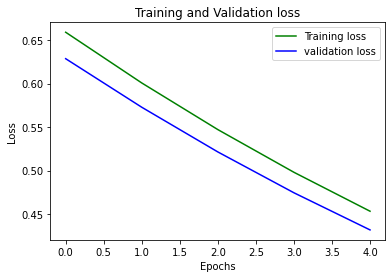 Training and Validation loss
Training loss
validation loss
Loss
0.65
0.60
0.55
0.50
0.45
0.0 0.5 1.0 1.5 2.0 2.5 3.0 3.5 4.0
Epochs